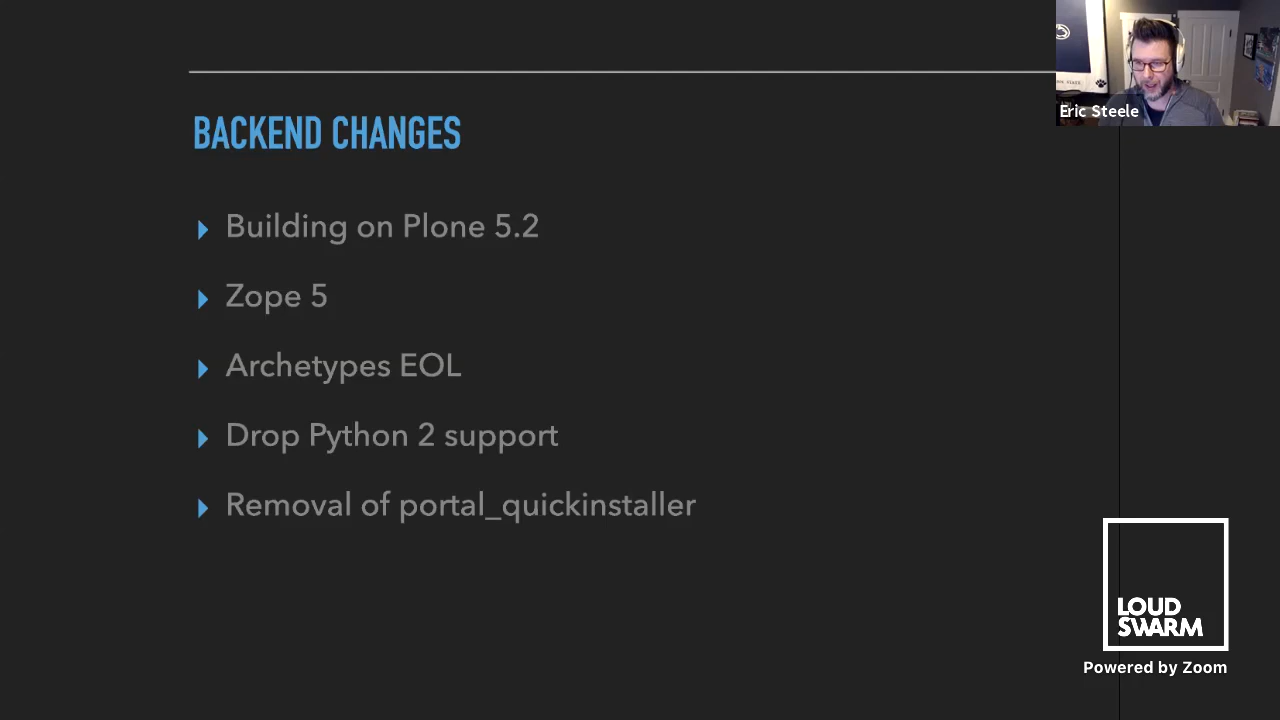 BACKEND CHANGES
Building on Plone 5.2
Zope 5
Archetypes EOL
Drop Python 2 support
Removal of portal_quickinstaller
Eric Steele
LOUD
SWARM
Powered by Zoom